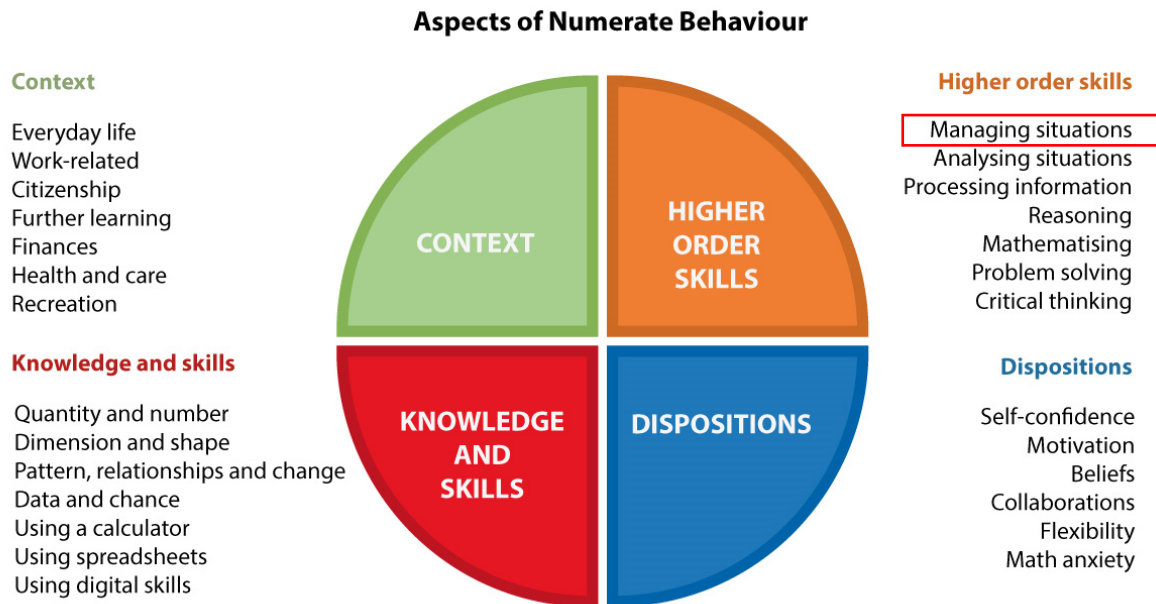 Aspects of Numerate Behaviour
Context
Everyday life
Work-related
Citizenship
Further learning
Finances
Health and care
Recreation
Higher order skills
Managing situations
Analysing situations
Processing information
Reasoning
Mathematising
Problem solving
Critical thinking
CONTEXT
HIGHER
ORDER
SKILLS
Knowledge and skills
Quantity and number
Dimension and shape
Pattern, relationships and change
Data and chance
Using a calculator
Using spreadsheets
Using digital skills
KNOWLEDGE
AND
SKILLS
DISPOSITIONS
Dispositions
Self-confidence
Motivation
Beliefs
Collaborations
Flexibility
Math anxiety